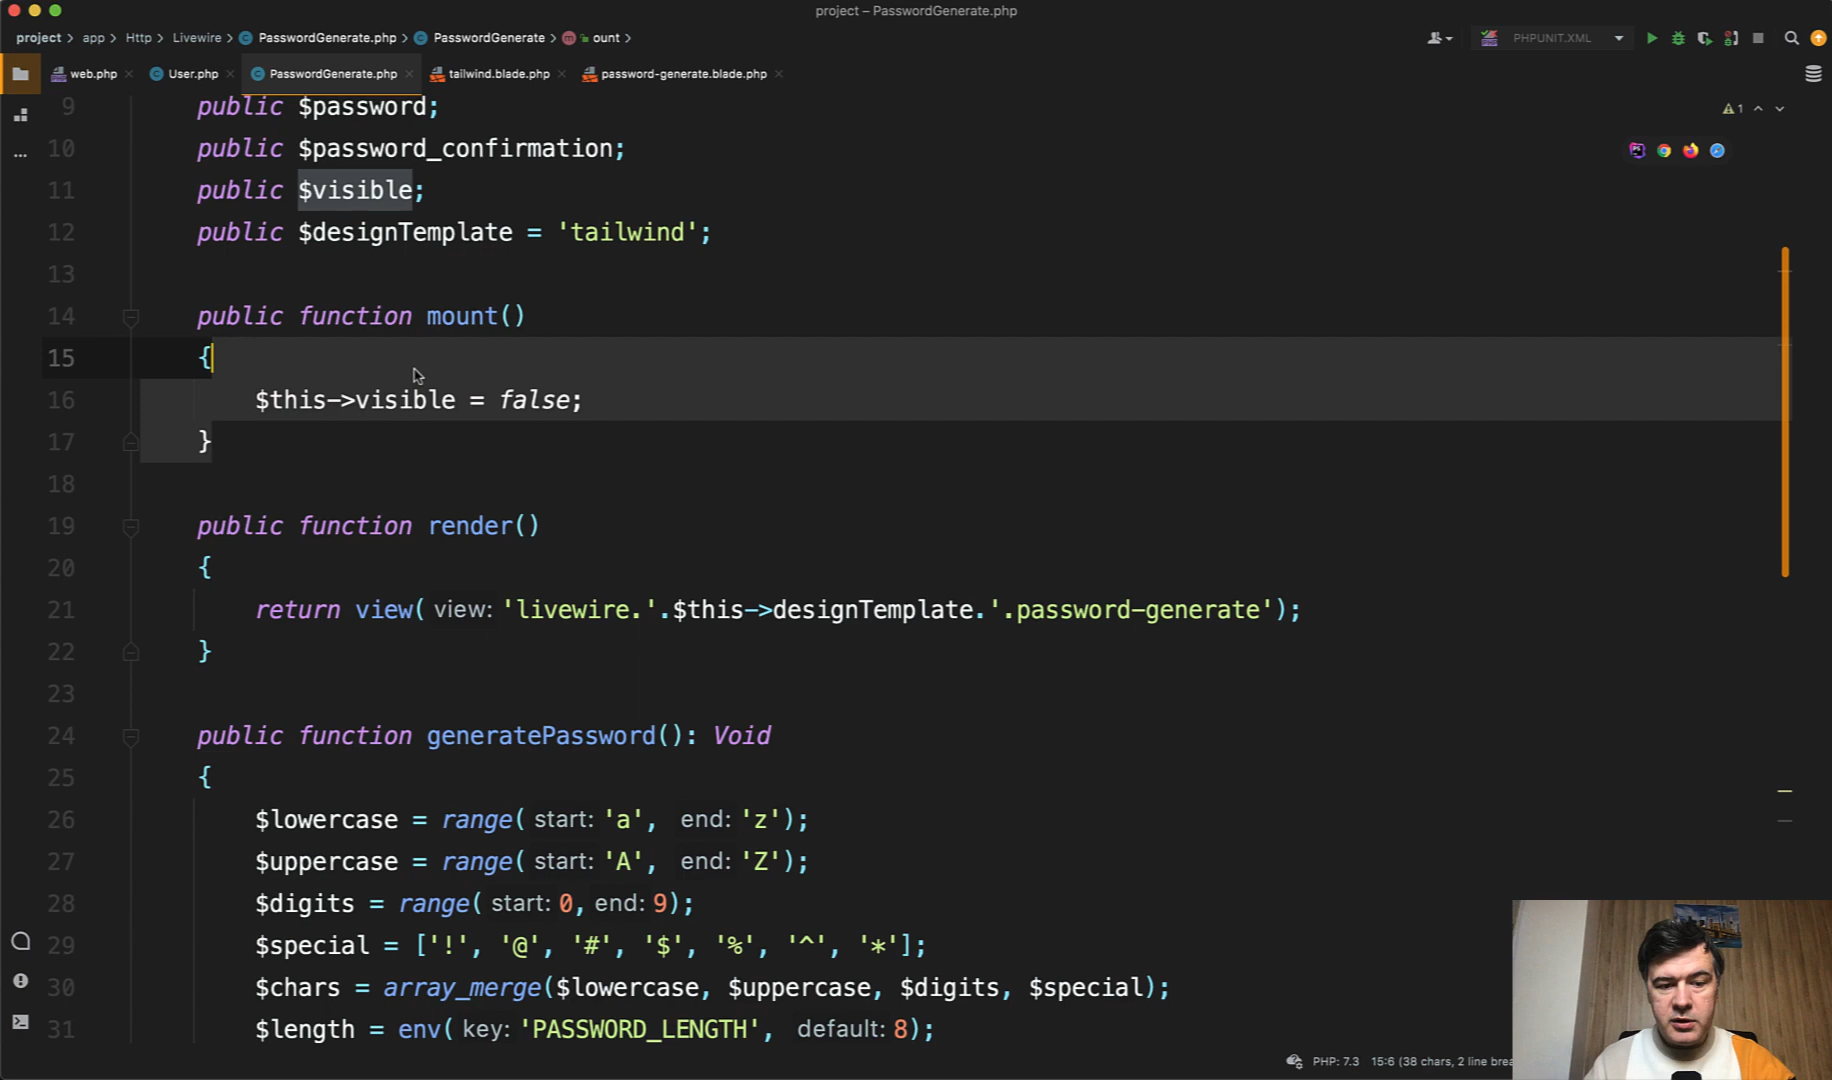 project – PasswordGenerate.php
project > app > Http > Livewire > PasswordGenerate.php > PasswordGenerate > ount >
PHPUNIT.XML
web.php
User.php
PasswordGenerate.php
tailwind.blade.php
password-generate.blade.php
1
9 public $password;
10 public $password_confirmation;
11 public $visible;
12 public $designTemplate = 'tailwind';
13
14 public function mount()
15 {
16 $this->visible = false;
17 }
18
19 public function render()
20 {
21 return view( view: 'livewire.'.$this->designTemplate.'.password-generate');
22 }
23
24 public function generatePassword(): Void
25 {
26 $lowercase = range( start: 'a', end: 'z');
27 $uppercase = range( start: 'A', end: 'Z');
28 $digits = range( start: 0, end: 9);
29 $special = ['!', '@', '#', '$', '%', '^', '*'];
30 $chars = array_merge($lowercase, $uppercase, $digits, $special);
31 $length = env( key: 'PASSWORD_LENGTH', default: 8);
PHP: 7.3 15:6 (38 chars, 2 line brea